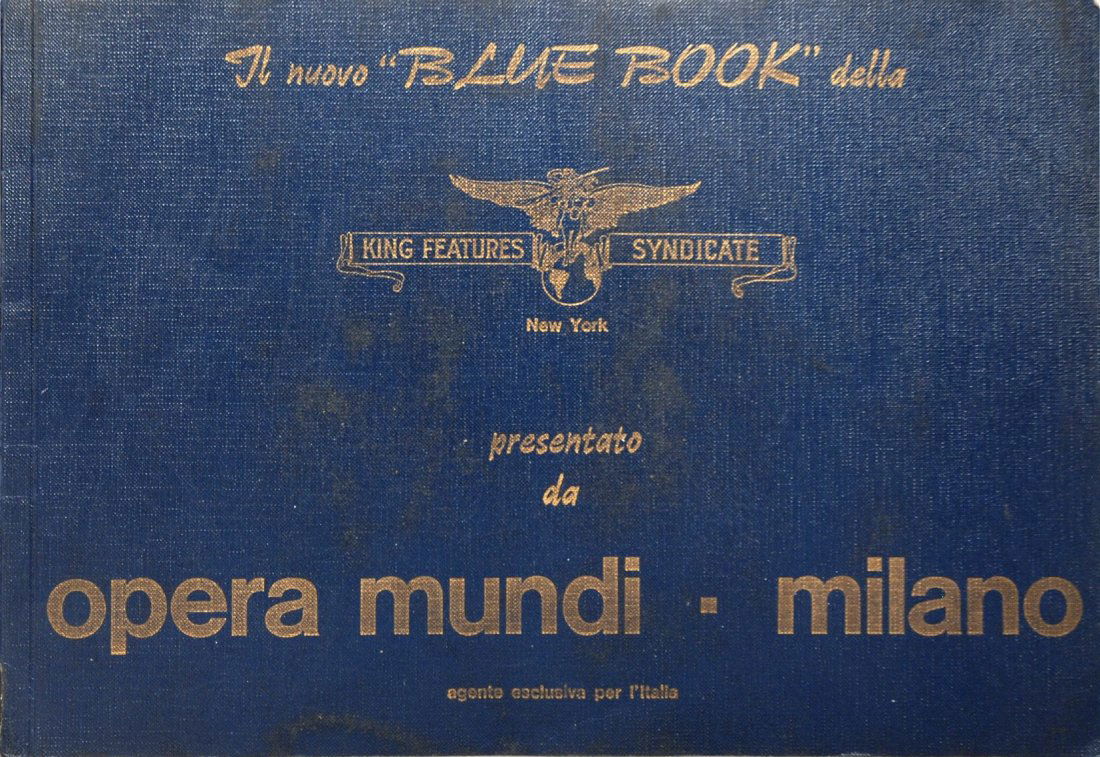 Il nuovo "BLUE BOOK" della
KING FEATURES SYNDICATE
New York
presentato
da
opera mundi · milano
agente esclusiva per l'Italia